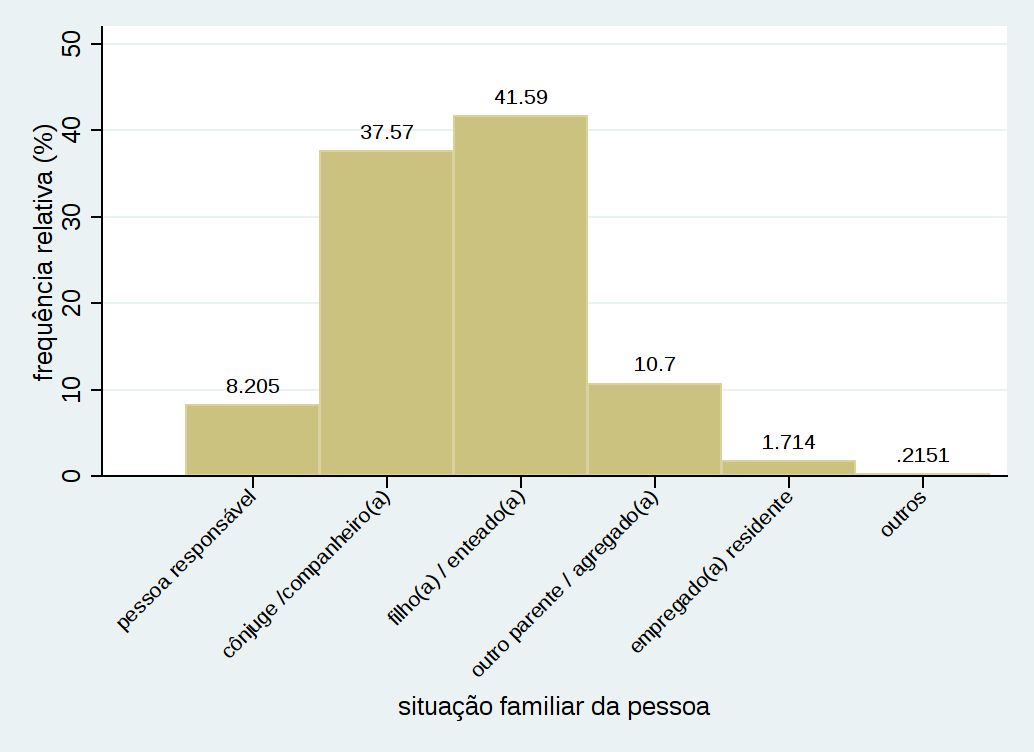 frequência relativa (%)
50
40
30
20
10
0
8.205
37.57
41.59
10.7
1.714
.2151
pessoa responsável
cônjuge /companheiro(a)
filho(a) / enteado(a)
outro parente / agregado(a)
empregado(a) residente
outros
situação familiar da pessoa